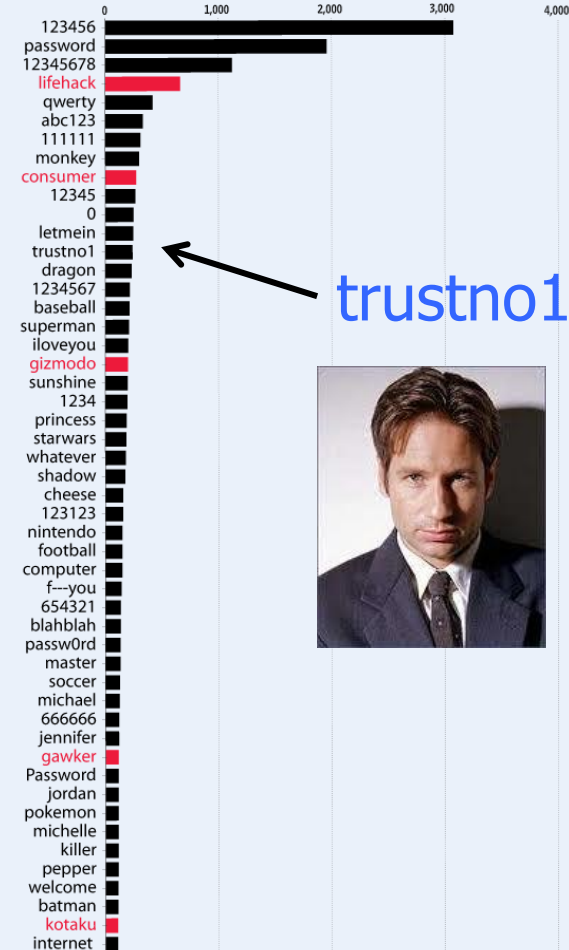 0 1,000 2,000 3,000 4,000
123456
password
12345678
lifehack
qwerty
abc123
111111
monkey
consumer
12345
0
letmein
trustno1
dragon
trustno1
1234567
baseball
superman
iloveyou
gizmodo
sunshine
1234
princess
starwars
whatever
shadow
cheese
123123
nintendo
football
computer
f---you
654321
blahblah
passw0rd
master
soccer
michael
666666
jennifer
gawker
Password
jordan
pokemon
michelle
killer
pepper
welcome
batman
kotaku
internet